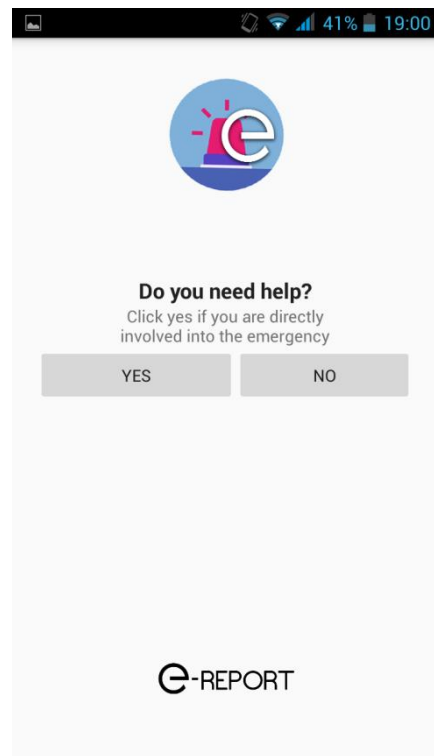 41% 19:00
e
Do you need help?
Click yes if you are directly
involved into the emergency
YES NO
e-REPORT